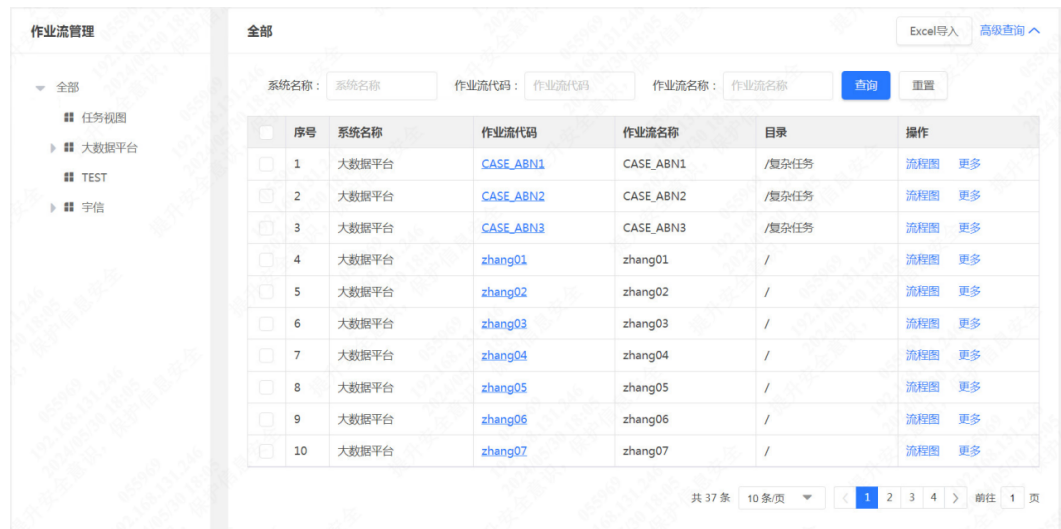 作业流管理
全部
任务视图
大数据平台
TEST
宇信
全部
Excel导入 高级查询
系统名称： 系统名称 作业流代码： 作业流代码 作业流名称： 作业流名称 查询 重置
序号 系统名称 作业流代码 作业流名称 目录 操作
1 大数据平台 CASE_ABN1 CASE_ABN1 /复杂任务 流程图 更多
2 大数据平台 CASE_ABN2 CASE_ABN2 /复杂任务 流程图 更多
3 大数据平台 CASE_ABN3 CASE_ABN3 /复杂任务 流程图 更多
4 大数据平台 zhang01 zhang01 / 流程图 更多
5 大数据平台 zhang02 zhang02 / 流程图 更多
6 大数据平台 zhang03 zhang03 / 流程图 更多
7 大数据平台 zhang04 zhang04 / 流程图 更多
8 大数据平台 zhang05 zhang05 / 流程图 更多
9 大数据平台 zhang06 zhang06 / 流程图 更多
10 大数据平台 zhang07 zhang07 / 流程图 更多
共 37 条 10 条/页 1 2 3 4 前往 1 页